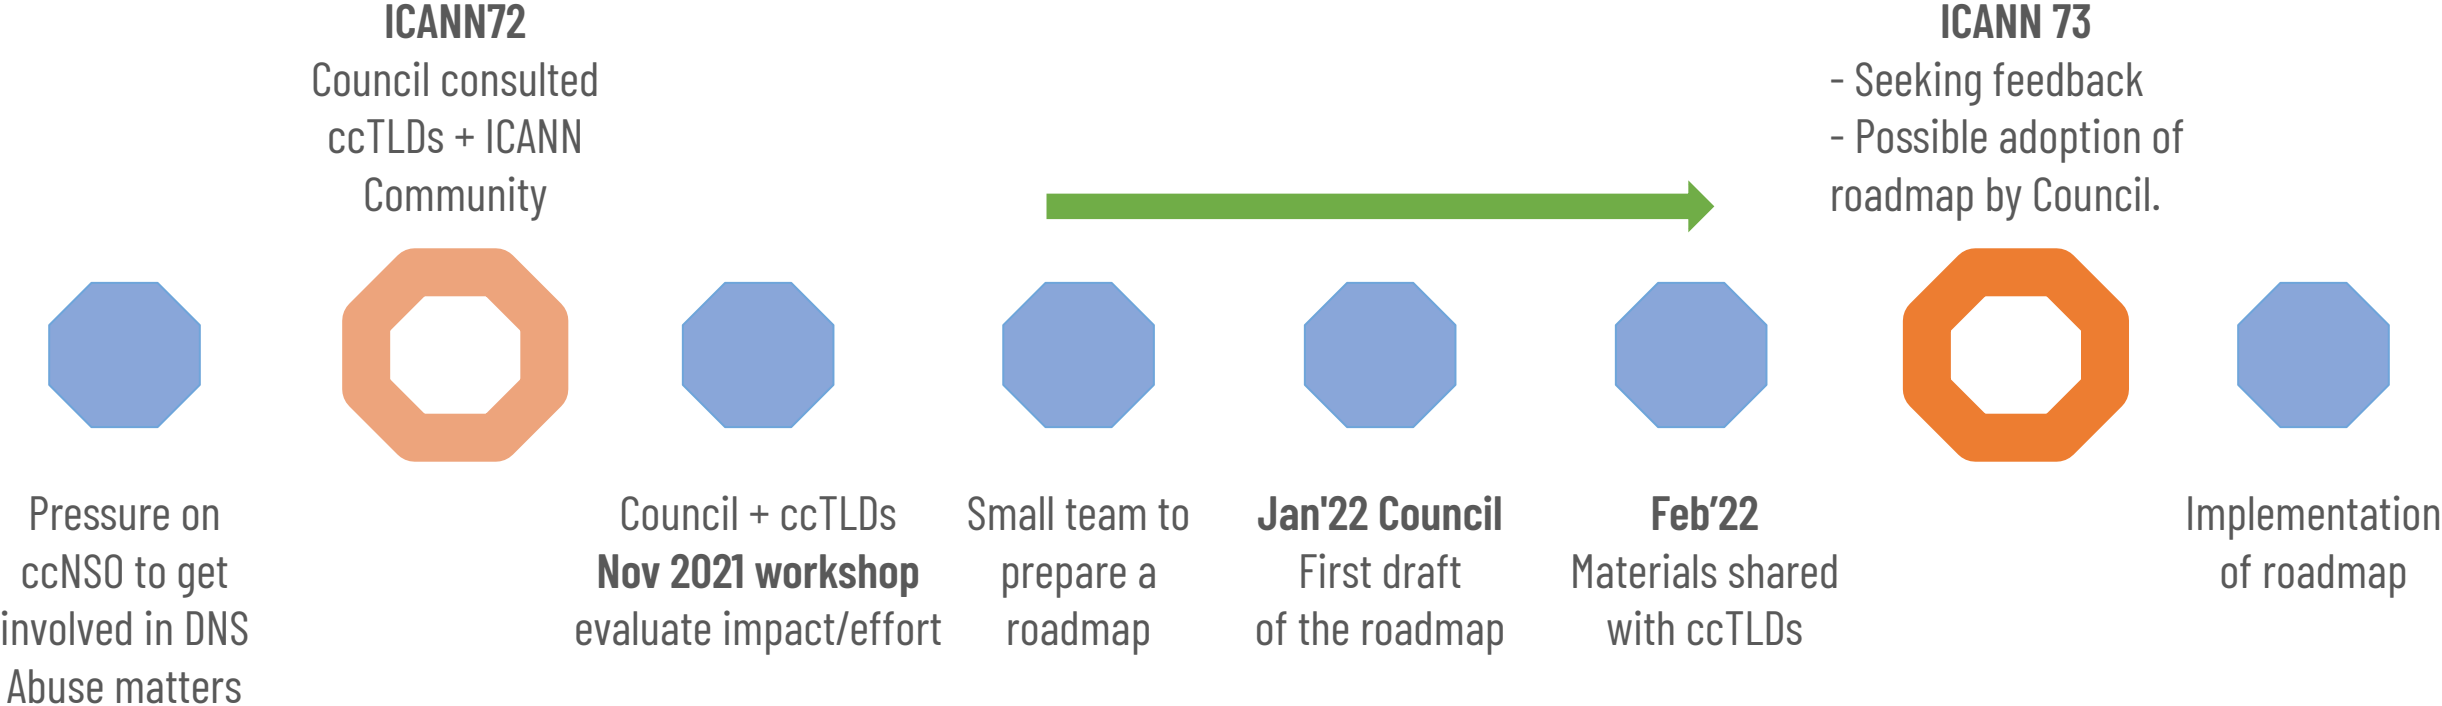 ICANN72
Council consulted
ccTLDs + ICANN
Community
ICANN 73
- Seeking feedback
- Possible adoption of
roadmap by Council.
Pressure on
ccNSO to get
involved in DNS
Abuse matters
Council + ccTLDs
Nov 2021 workshop
evaluate impact/effort
Small team to
prepare a
roadmap
Jan'22 Council
First draft
of the roadmap
Feb’22
Materials shared
with ccTLDs
Implementation
of roadmap